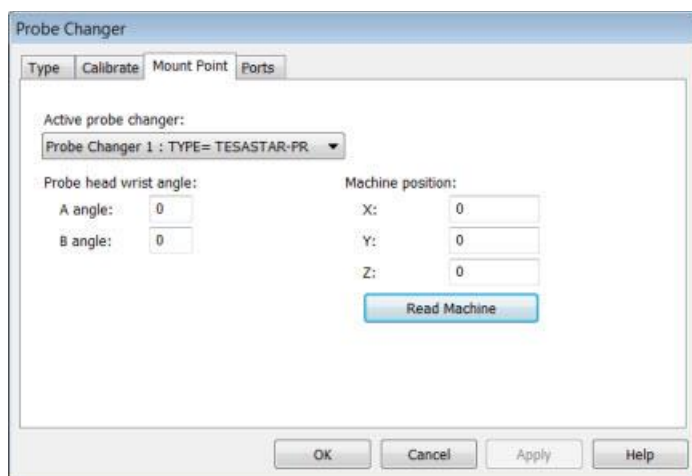 Probe Changer
Type Calibrate Mount Point Ports
Active probe changer:
Probe Changer 1 : TYPE= TESASTAR-PR
Probe head wrist angle: Machine position:
A angle: 0 X: 0
B angle: 0 Y: 0
Z: 0
Read Machine
OK Cancel Apply Help